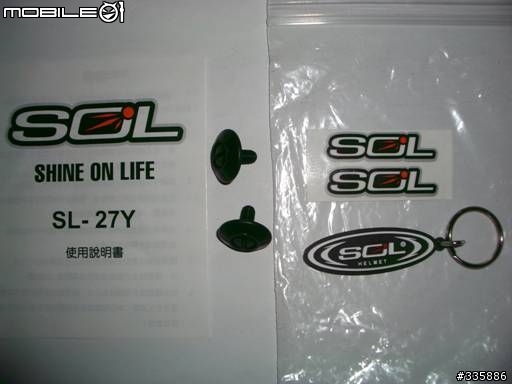 MOBILE01
SOL
SHINE ON LIFE
SL- 27Y
使用說明書
SOL
SOL
SOL
HELMET
#335886